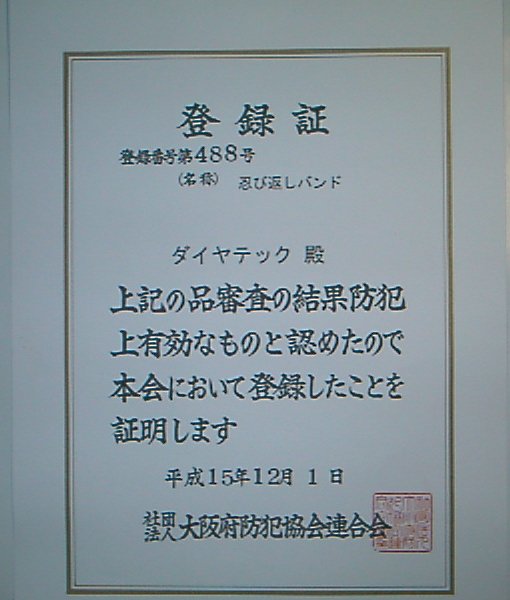 登録証
登録番号第488号
(名称) 忍び返しバンド
ダイヤテック 殿
上記の品審査の結果防犯
上有効なものと認めたので
本会において登録したことを
証明します
平成15年12月1日
社団法人大阪府防犯協会連合会